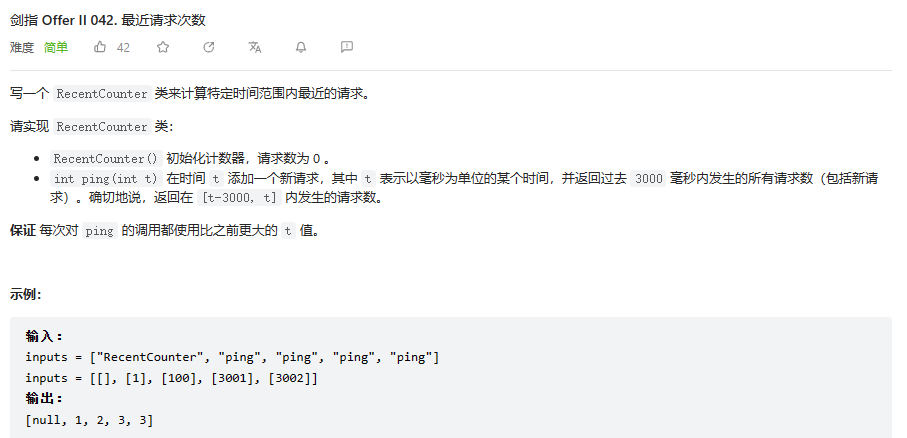 剑指 Offer II 042. 最近请求次数
难度 简单 42
写一个 RecentCounter 类来计算特定时间范围内最近的请求。
请实现 RecentCounter 类：
• RecentCounter() 初始化计数器，请求数为 0 。
• int ping(int t) 在时间 t 添加一个新请求，其中 t 表示以毫秒为单位的某个时间，并返回过去 3000 毫秒内发生的所有请求数（包括新请
求）。确切地说，返回在 [t-3000, t] 内发生的请求数。
保证 每次对 ping 的调用都使用比之前更大的 t 值。
示例：
输入：
inputs = ["RecentCounter", "ping", "ping", "ping", "ping"]
inputs = [[], [1], [100], [3001], [3002]]
输出：
[null, 1, 2, 3, 3]